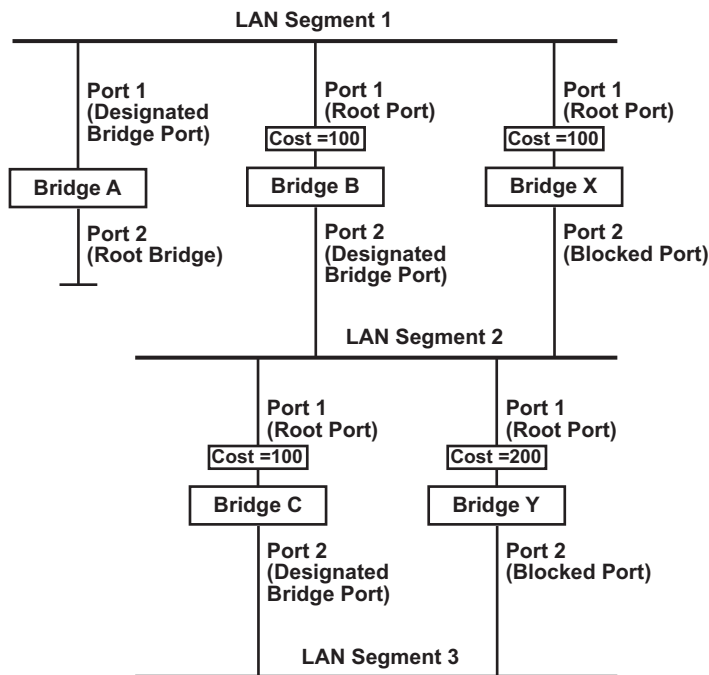 LAN Segment 1
Port 1
(Designated
Bridge Port)
Port 1
(Root Port)
Port 1
(Root Port)
Cost =100
Cost =100
Bridge A
Bridge B
Bridge X
Port 2
(Root Bridge)
Port 2
(Designated
Bridge Port)
Port 2
(Blocked Port)
LAN Segment 2
Port 1
(Root Port)
Port 1
(Root Port)
Cost =100
Cost =200
Bridge C
Bridge Y
Port 2
(Designated
Bridge Port)
Port 2
(Blocked Port)
LAN Segment 3